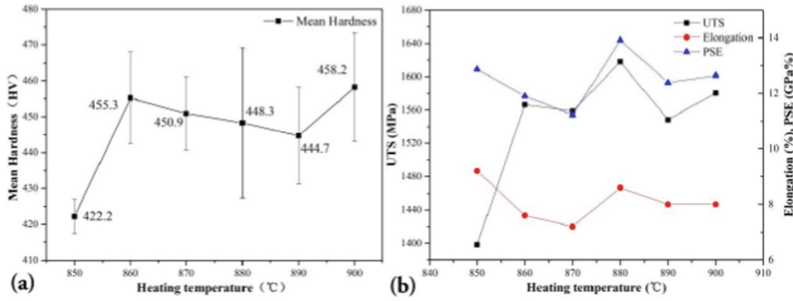 480
470
460
450
440
430
420
410
Mean Hardness (HV)
Mean Hardness
422.2
455.3
450.9
448.3
444.7
458.2
850 860 870 880 890 900
Heating temperature (℃)
(a)
1680
1640
1600
1560
1520
1480
1440
1400
UTS (MPa)
UTS
Elongation
PSE
14
12
10
8
6
Elongation (%), PSE (GPa%)
840 850 860 870 880 890 900 910
Heating temperature (℃)
(b)